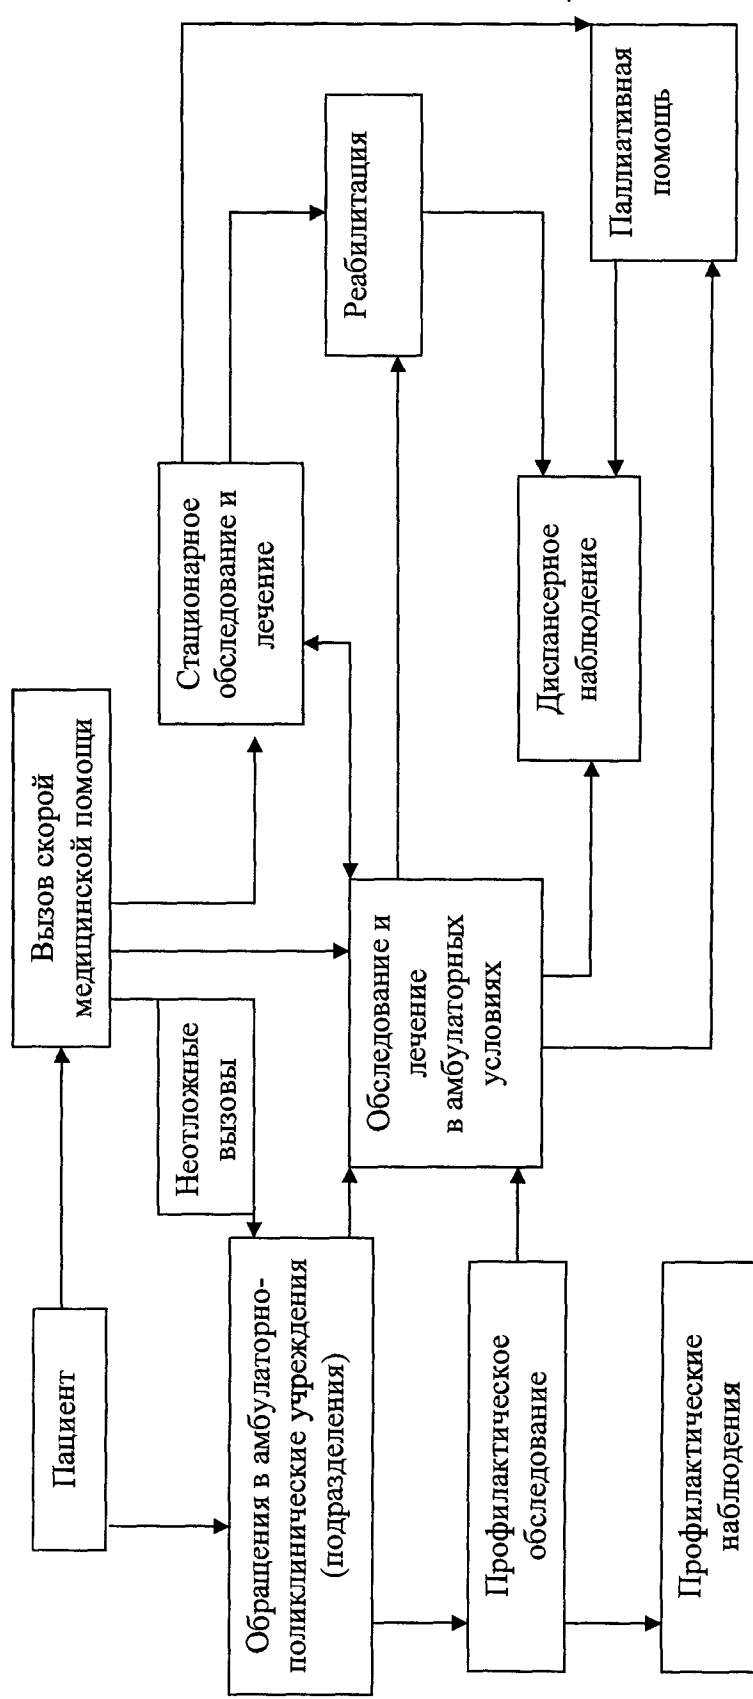 Пациент
Вызов скорой
медицинской помощи
Неотложные
вызовы
Стационарное
обследование и
лечение
Обращения в амбулаторно-
поликлинические учреждения
(подразделения)
Обследование и
лечение
в амбулаторных
условиях
Реабилитация
Профилактическое
обследование
Диспансерное
наблюдение
Паллиативная
помощь
Профилактические
наблюдения